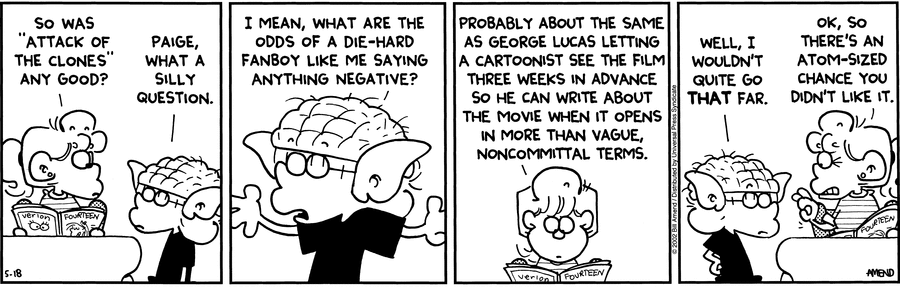 SO WAS
"ATTACK OF
THE CLONES"
ANY GOOD?
PAIGE,
WHAT A
SILLY
QUESTION.
verion
FOURTEEN
5-18
I MEAN, WHAT ARE THE
ODDS OF A DIE-HARD
FANBOY LIKE ME SAYING
ANYTHING NEGATIVE?
PROBABLY ABOUT THE SAME
AS GEORGE LUCAS LETTING
A CARTOONIST SEE THE FILM
THREE WEEKS IN ADVANCE
SO HE CAN WRITE ABOUT
THE MOVIE WHEN IT OPENS
IN MORE THAN VAGUE,
NONCOMMITTAL TERMS.
verion
FOURTEEN
© 2002 Bill Amend / Distributed by Universal Press Syndicate
WELL, I
WOULDN'T
QUITE GO
THAT FAR.
OK, SO
THERE'S AN
ATOM-SIZED
CHANCE YOU
DIDN'T LIKE IT.
FOURTEEN
AMEND